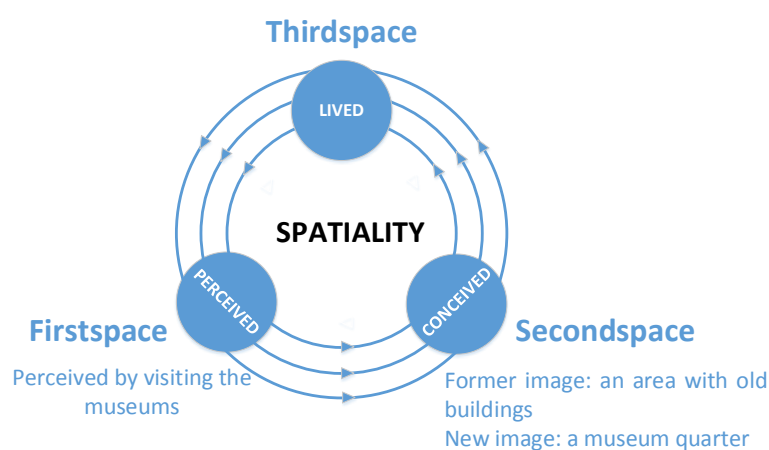 Thirdspace
LIVED
SPATIALITY
PERCEIVED
CONCEIVED
Firstspace
Perceived by visiting the
museums
Secondspace
Former image: an area with old
buildings
New image: a museum quarter